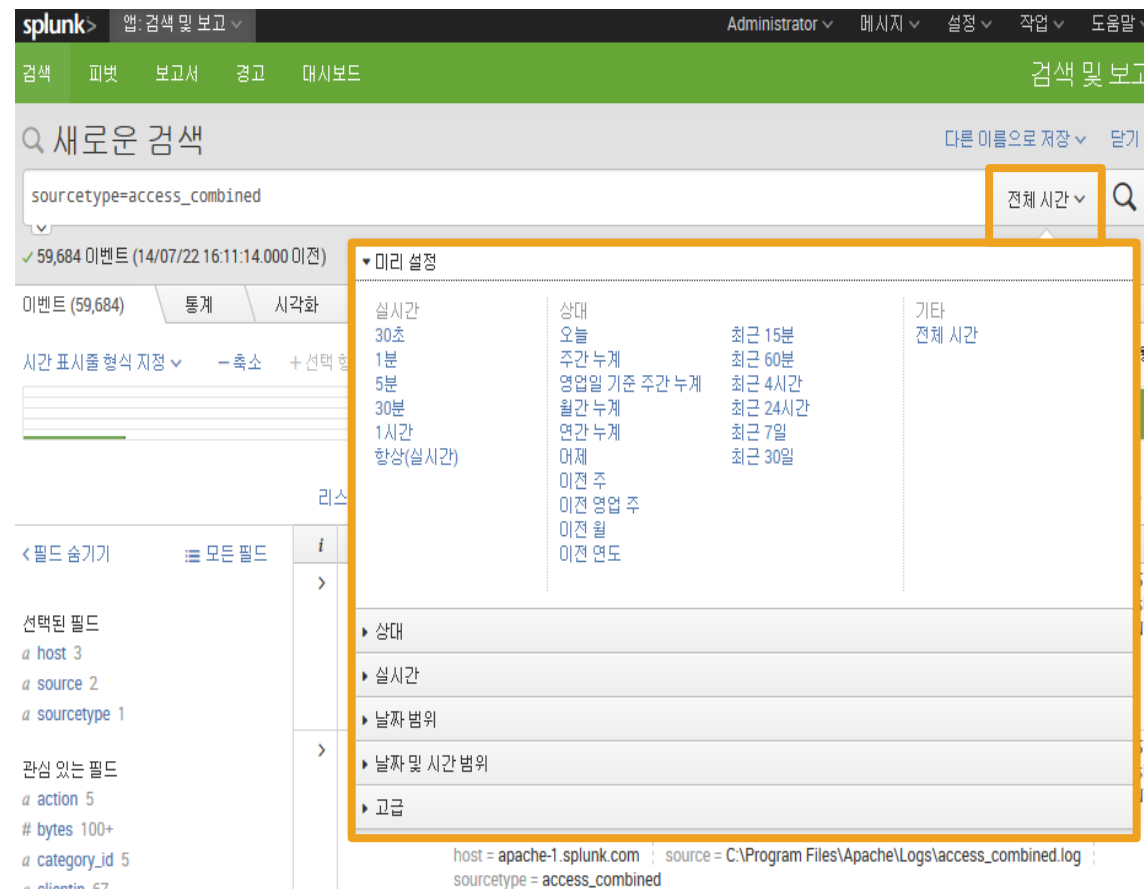 splunk> 앱: 검색 및 보고 Administrator 메시지 설정 작업 도움말
검색 피벗 보고서 경고 대시보드 검색 및 보고
새로운 검색 다른 이름으로 저장 닫기
sourcetype=access_combined 전체 시간
✓ 59,684 이벤트 (14/07/22 16:11:14.000 이전)
이벤트 (59,684) 통계 시각화
시간 표시줄 형식 지정 – 축소 + 선택
리스
미리 설정
실시간
30초
1분
5분
30분
1시간
항상(실시간)
상대
오늘
주간 누계
영업일 기준 주간 누계
월간 누계
연간 누계
어제
이전 주
이전 영업 주
이전 월
이전 연도
최근 15분
최근 60분
최근 4시간
최근 24시간
최근 7일
최근 30일
기타
전체 시간
상대
실시간
날짜 범위
날짜 및 시간 범위
고급
필드 숨기기 모든 필드 i
선택된 필드
a host 3
a source 2
a sourcetype 1
관심 있는 필드
a action 5
# bytes 100+
a category_id 5
a clientip 67
host = apache-1.splunk.com source = C:\Program Files\Apache\Logs\access_combined.log
sourcetype = access_combined